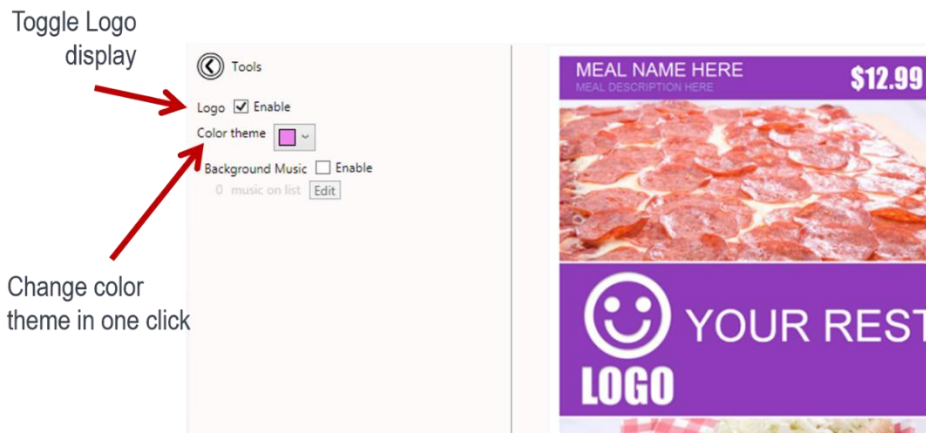 Toggle Logo
display
Tools
Logo Enable
Color theme
Background Music Enable
0 music on list Edit
Change color
theme in one click
MEAL NAME HERE
MEAL DESCRIPTION HERE
$12.99
YOUR REST
LOGO